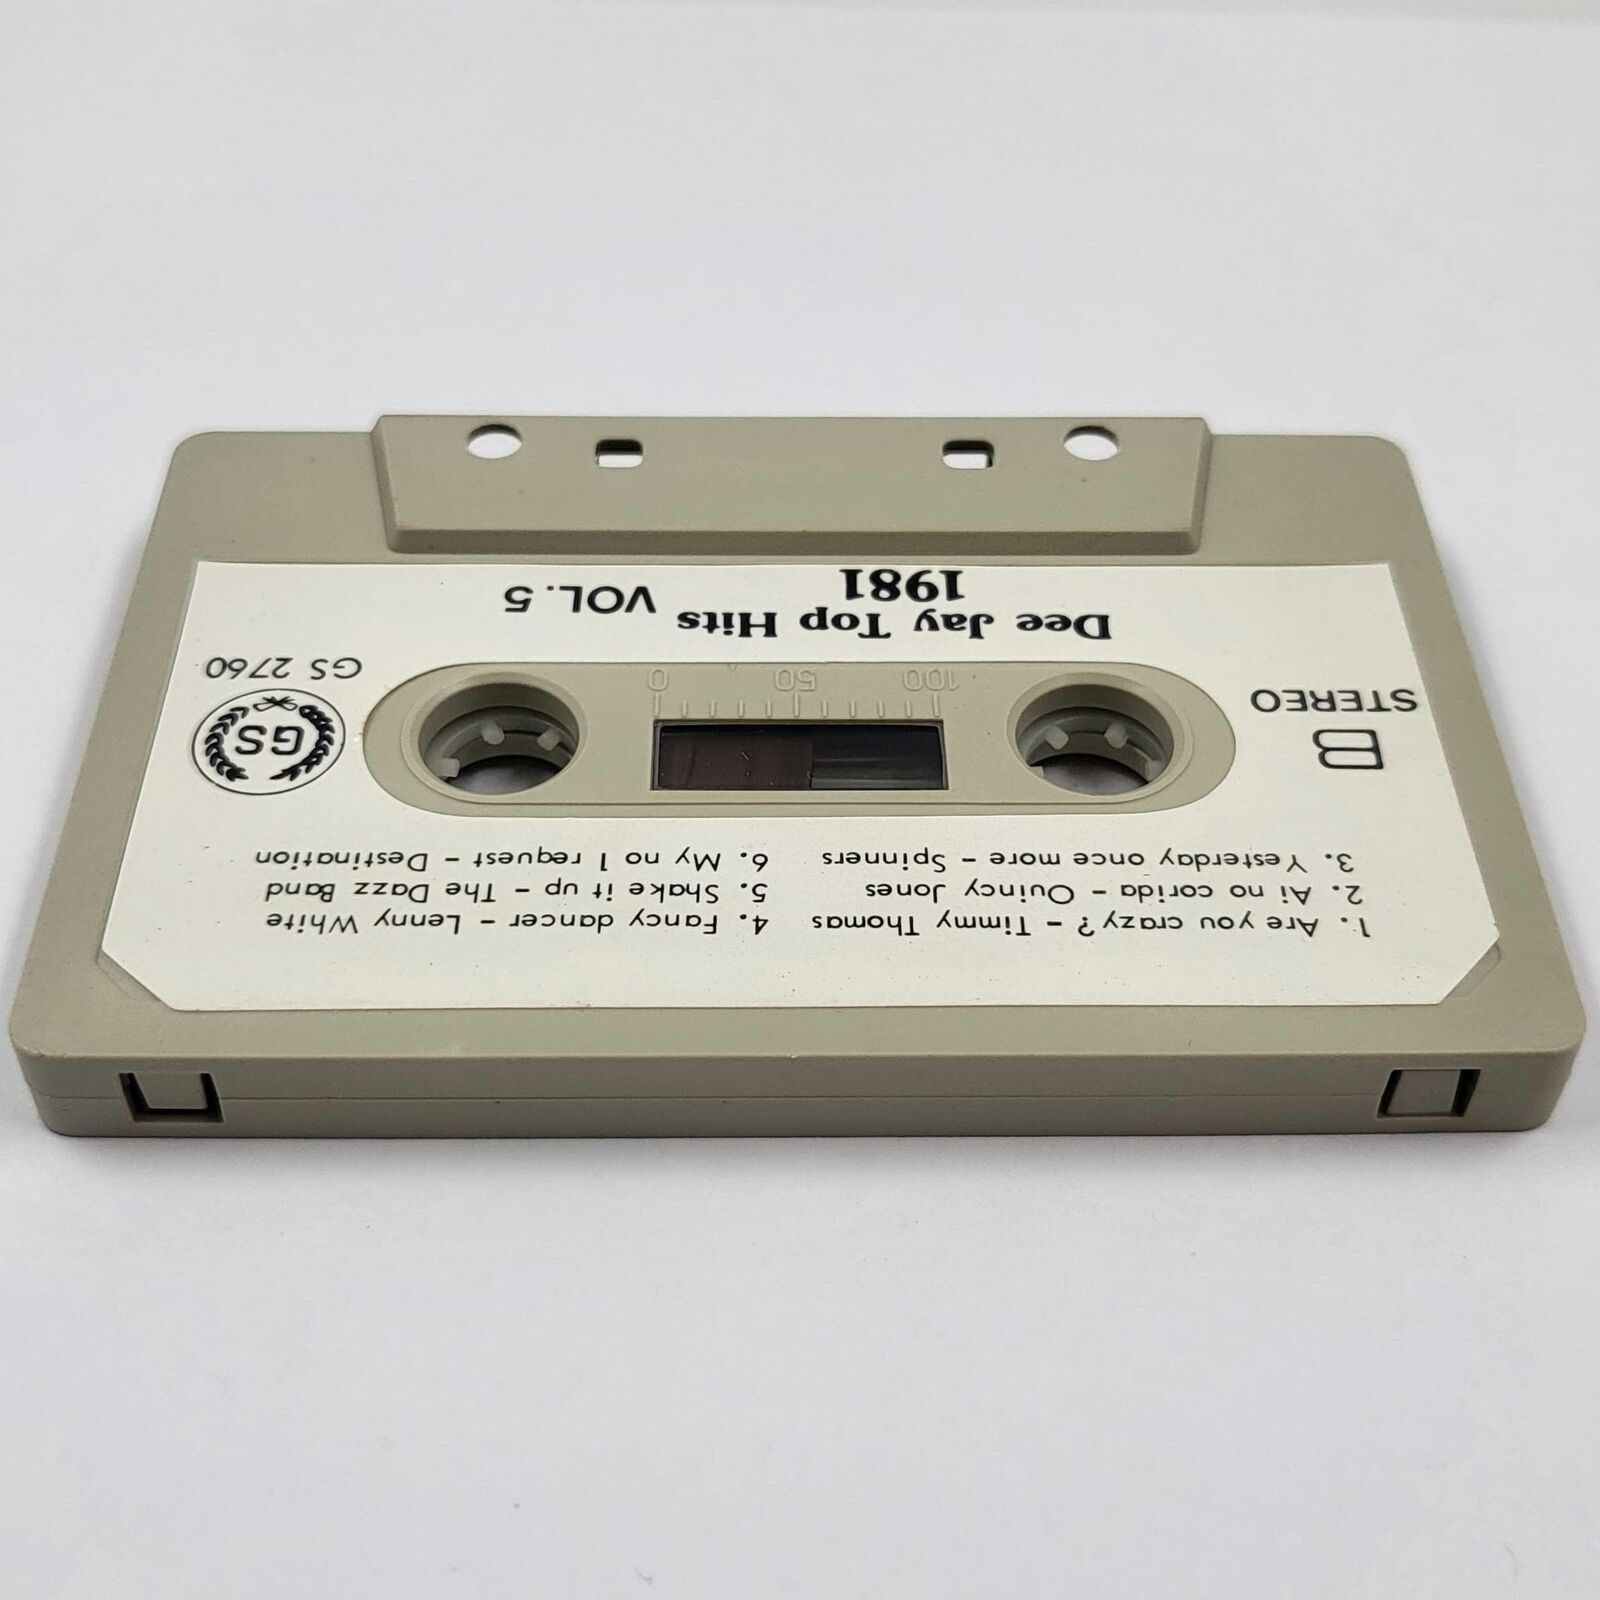 1. Are you crazy? - Timmy Thomas
2. Ai no corida - Quincy Jones
3. Yesterday once more - Spinners
4. Fancy dancer - Lenny White
5. Shake it up - The Dazz Band
6. My no 1 request - Destination
B
STEREO
100 50 0
GS
GS 2760
Dee Jay Top Hits VOL. 5
1981